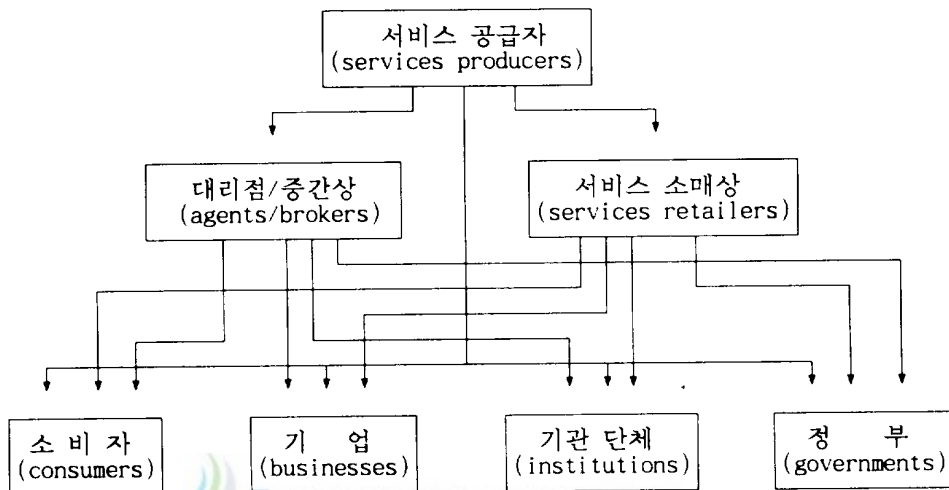 서비스 공급자
(services producers)
대리점/중간상
(agents/brokers)
서비스 소매상
(services retailers)
소 비 자
(consumers)
기 업
(businesses)
기관 단체
(institutions)
정 부
(governments)